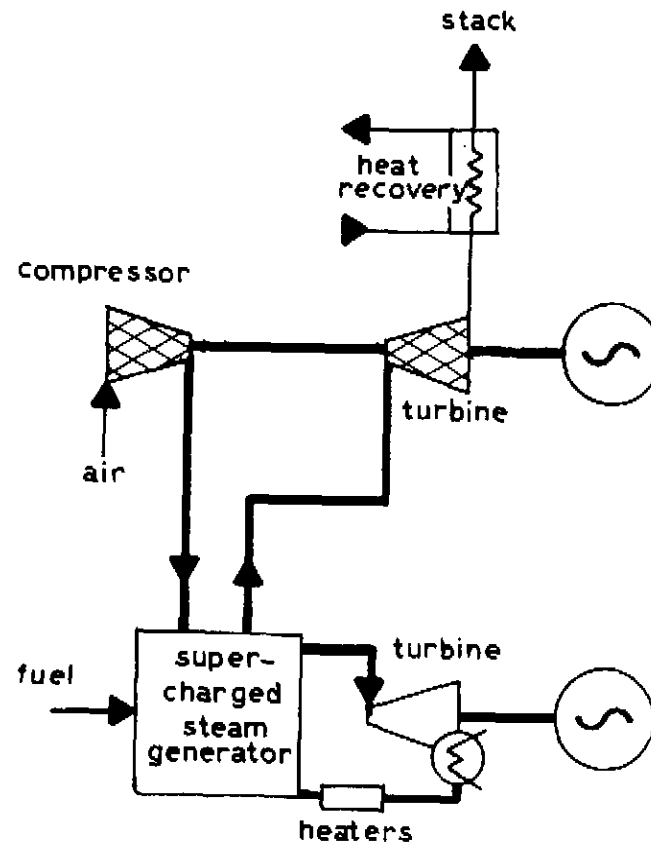 stack
heat
recovery
compressor
turbine
air
fuel
turbine
super-
charged
steam
generator
heaters